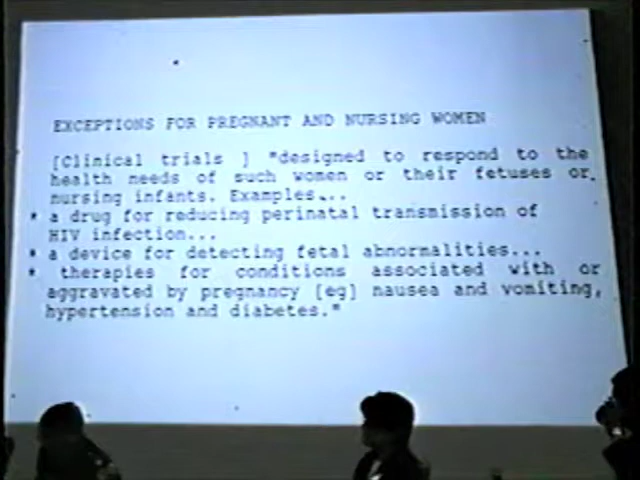 EXCEPTIONS FOR PREGNANT AND NURSING WOMEN
[Clinical trials ] "designed to respond to the
health needs of such women or their fetuses or
nursing infants. Examples...
* a drug for reducing perinatal transmission of
HIV infection...
* a device for detecting fetal abnormalities...
* therapies for conditions associated with or
aggravated by pregnancy [eg] nausea and vomiting,
hypertension and diabetes."